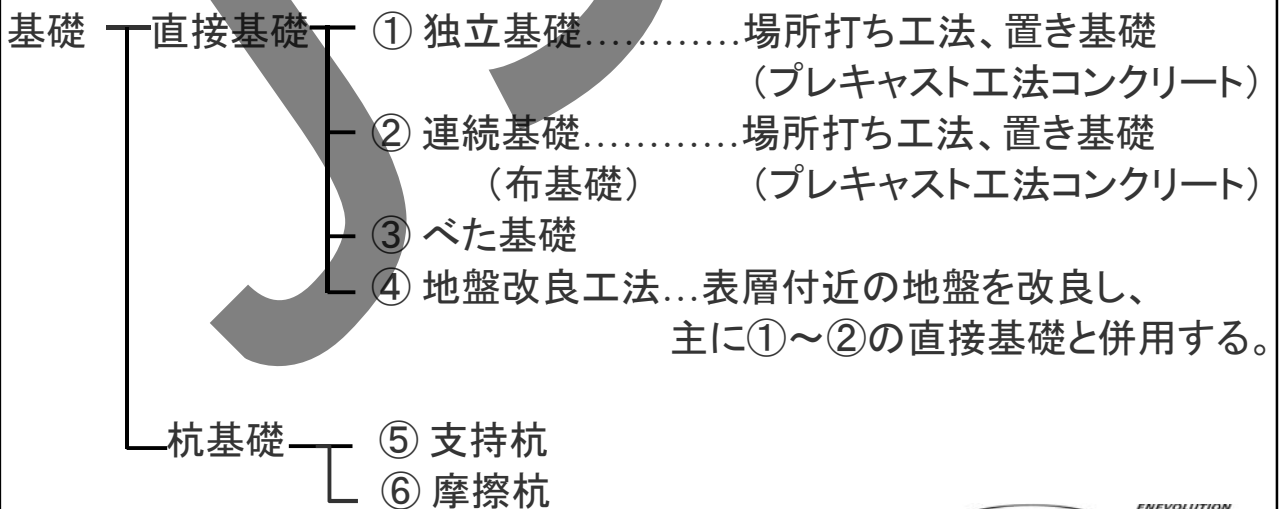 基礎 直接基礎 ① 独立基礎…………場所打ち工法、置き基礎
(プレキャスト工法コンクリート)
② 連続基礎…………場所打ち工法、置き基礎
(布基礎) (プレキャスト工法コンクリート)
③ べた基礎
④ 地盤改良工法…表層付近の地盤を改良し、
主に①～②の直接基礎と併用する。
杭基礎 ⑤ 支持杭
⑥ 摩擦杭
ENEVOLUTION